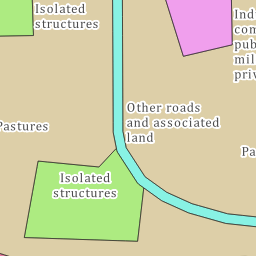 Isolated
structures
Ind
com
pub
mil
priv
Other roads
and associated
land
Pastures
Pa
Isolated
structures